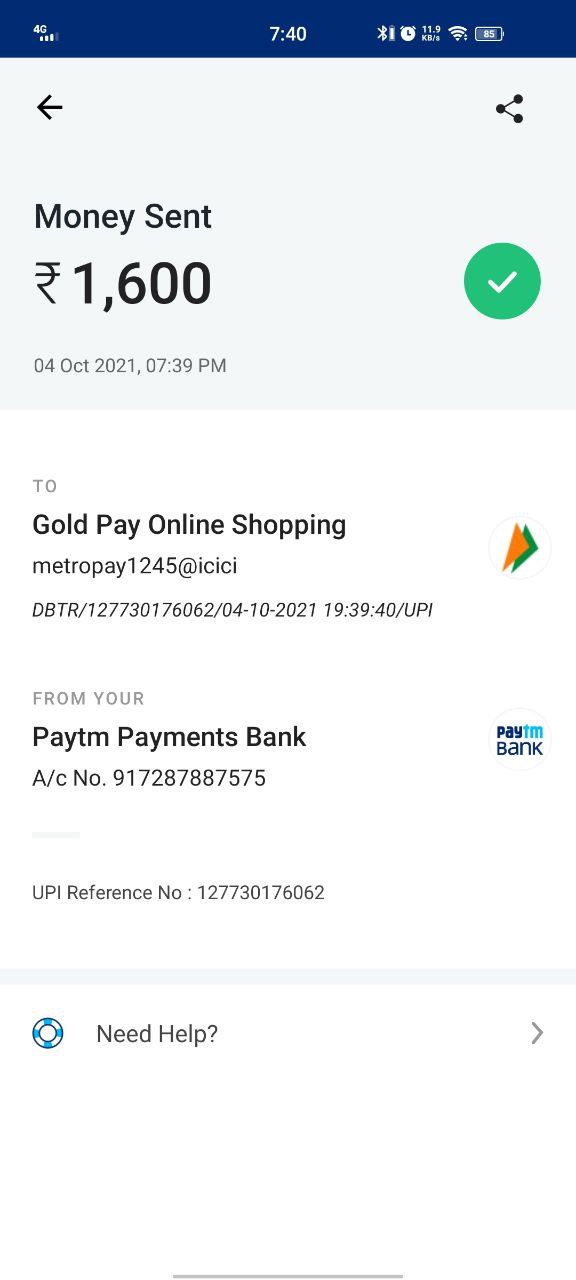 4G 7:40 11.9 KB/s 85
Money Sent
₹ 1,600
04 Oct 2021, 07:39 PM
TO
Gold Pay Online Shopping
metropay1245@icici
DBTR/127730176062/04-10-2021 19:39:40/UPI
FROM YOUR
Paytm Payments Bank
paytm BANK
A/c No. 917287887575
UPI Reference No : 127730176062
Need Help?